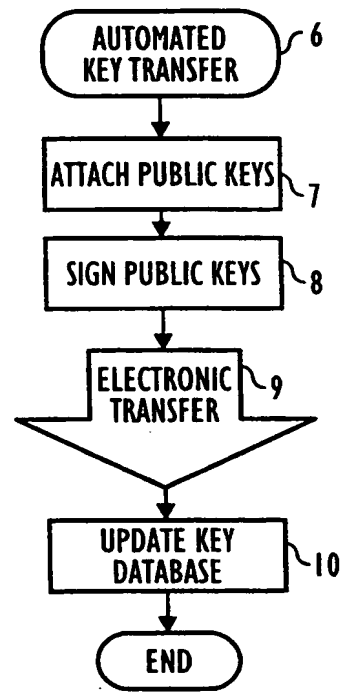 AUTOMATED
KEY TRANSFER
6
ATTACH PUBLIC KEYS
7
SIGN PUBLIC KEYS
8
ELECTRONIC
TRANSFER
9
UPDATE KEY
DATABASE
10
END